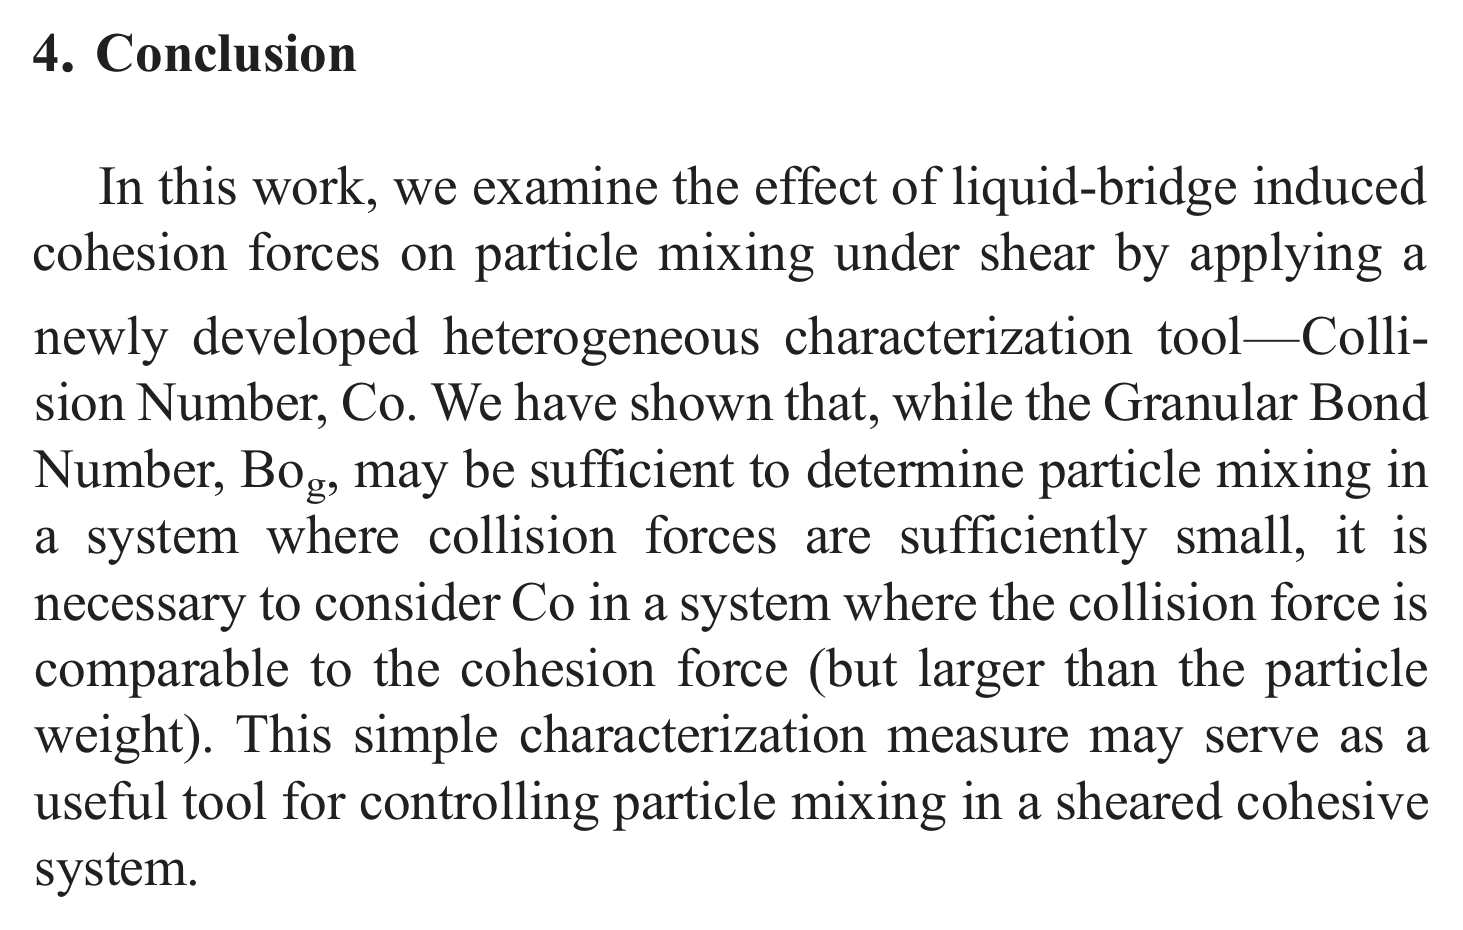 4. Conclusion
In this work, we examine the effect of liquid-bridge induced
cohesion forces on particle mixing under shear by applying a
newly developed heterogeneous characterization tool—Colli-
sion Number, Co. We have shown that, while the Granular Bond
Number, Bog, may be sufficient to determine particle mixing in
a system where collision forces are sufficiently small, it is
necessary to consider Co in a system where the collision force is
comparable to the cohesion force (but larger than the particle
weight). This simple characterization measure may serve as a
useful tool for controlling particle mixing in a sheared cohesive
system.